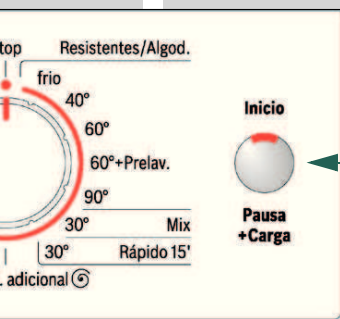 top Resistentes/Algod.
frio
40°
60°
60°+Prelav.
90°
30° Mix
30° Rápido 15'
. adicional
Inicio
Pausa
+Carga